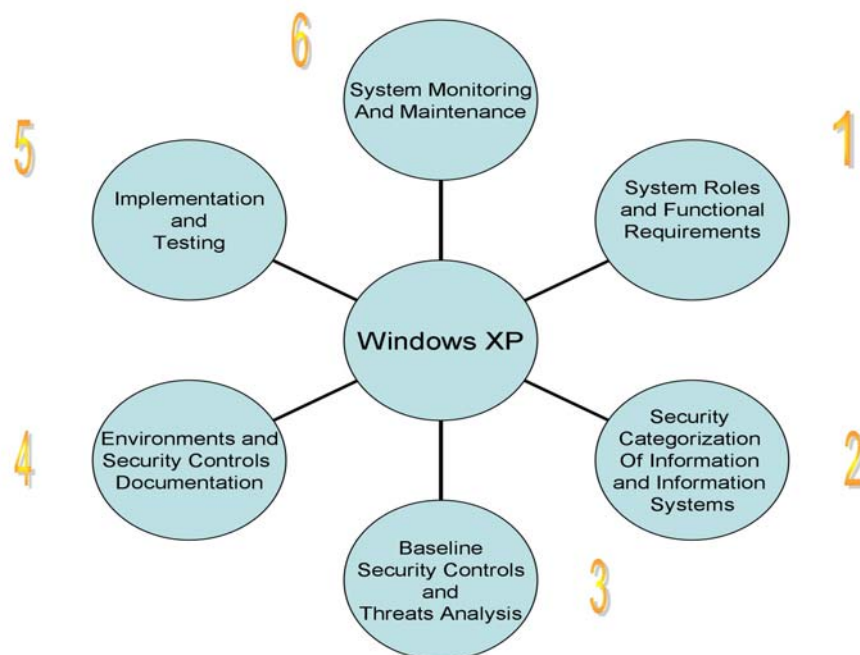 6
System Monitoring
And Maintenance
5
Implementation
and
Testing
1
System Roles
and Functional
Requirements
Windows XP
4
Environments and
Security Controls
Documentation
Security
Categorization
Of Information
and Information
Systems
2
Baseline
Security Controls
and
Threats Analysis
3